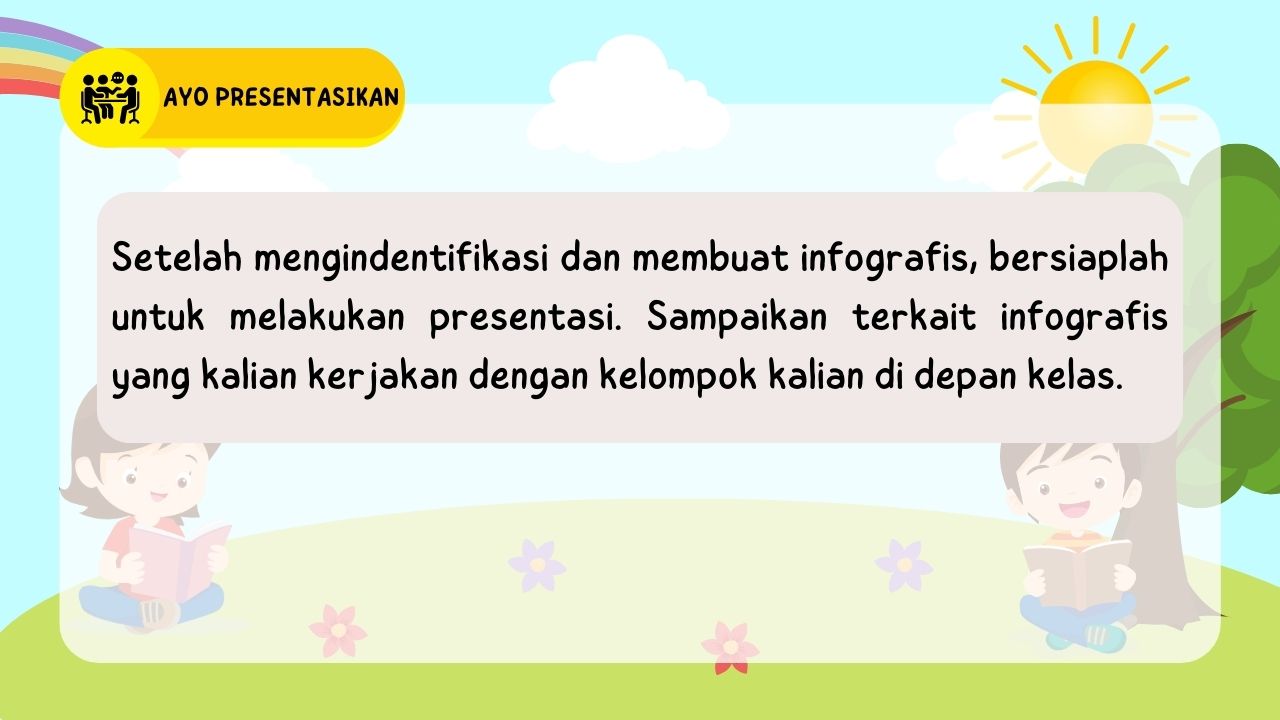 AYO PRESENTASIKAN
Setelah mengindentifikasi dan membuat infografis, bersiaplah
untuk melakukan presentasi. Sampaikan terkait infografis
yang kalian kerjakan dengan kelompok kalian di depan kelas.